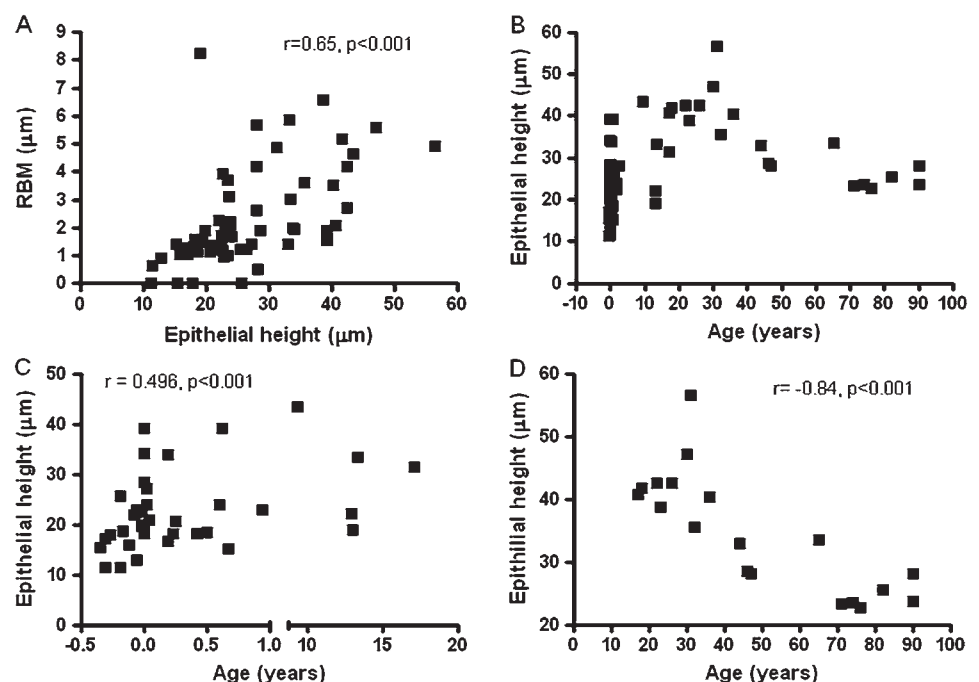 A
r=0.65, p<0.001
RBM (μm)
9
8
7
6
5
4
3
2
1
0
0 10 20 30 40 50 60
Epithelial height (μm)
B
Epithelial height (μm)
60
50
40
30
20
10
0
-10 0 10 20 30 40 50 60 70 80 90 100
Age (years)
C
r = 0.496, p<0.001
Epithelial height (μm)
50
40
30
20
10
0
-0.5 0.0 0.5 1.0 10 15 20
Age (years)
D
r= -0.84, p<0.001
Epithilial height (μm)
60
50
40
30
20
0 10 20 30 40 50 60 70 80 90 100
Age (years)